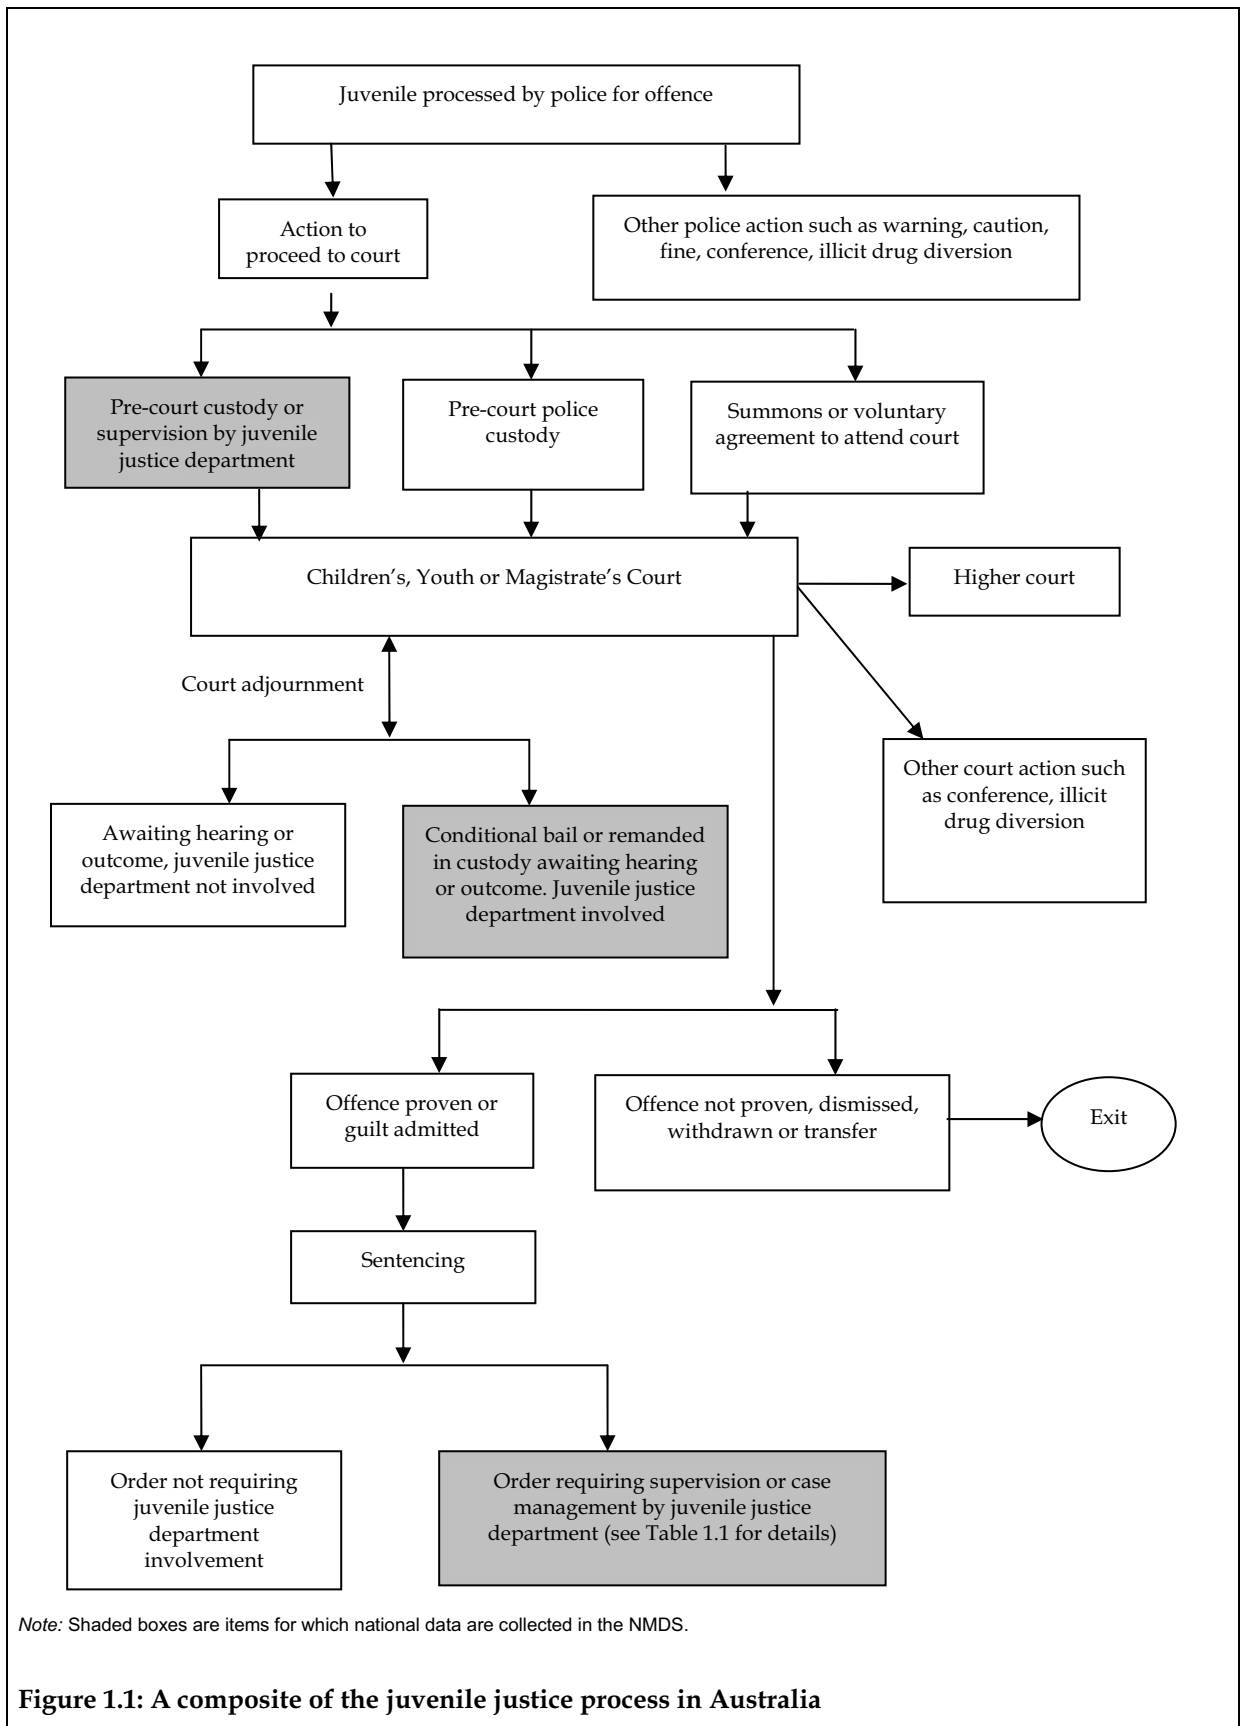 Juvenile processed by police for offence
Action to
proceed to court
Other police action such as warning, caution,
fine, conference, illicit drug diversion
Pre-court custody or
supervision by juvenile
justice department
Pre-court police
custody
Summons or voluntary
agreement to attend court
Children's, Youth or Magistrate's Court
Higher court
Court adjournment
Other court action such
as conference, illicit
drug diversion
Awaiting hearing or
outcome, juvenile justice
department not involved
Conditional bail or remanded
in custody awaiting hearing
or outcome. Juvenile justice
department involved
Offence proven or
guilt admitted
Offence not proven, dismissed,
withdrawn or transfer
Exit
Sentencing
Order not requiring
juvenile justice
department
involvement
Order requiring supervision or case
management by juvenile justice
department (see Table 1.1 for details)
Note: Shaded boxes are items for which national data are collected in the NMDS.
Figure 1.1: A composite of the juvenile justice process in Australia